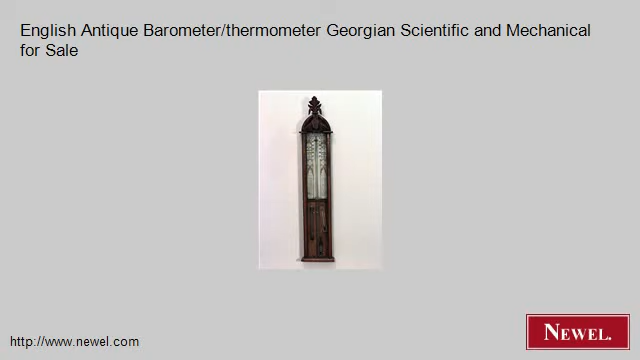 English Antique Barometer/thermometer Georgian Scientific and Mechanical
for Sale
http://www.newel.com
NEWEL.